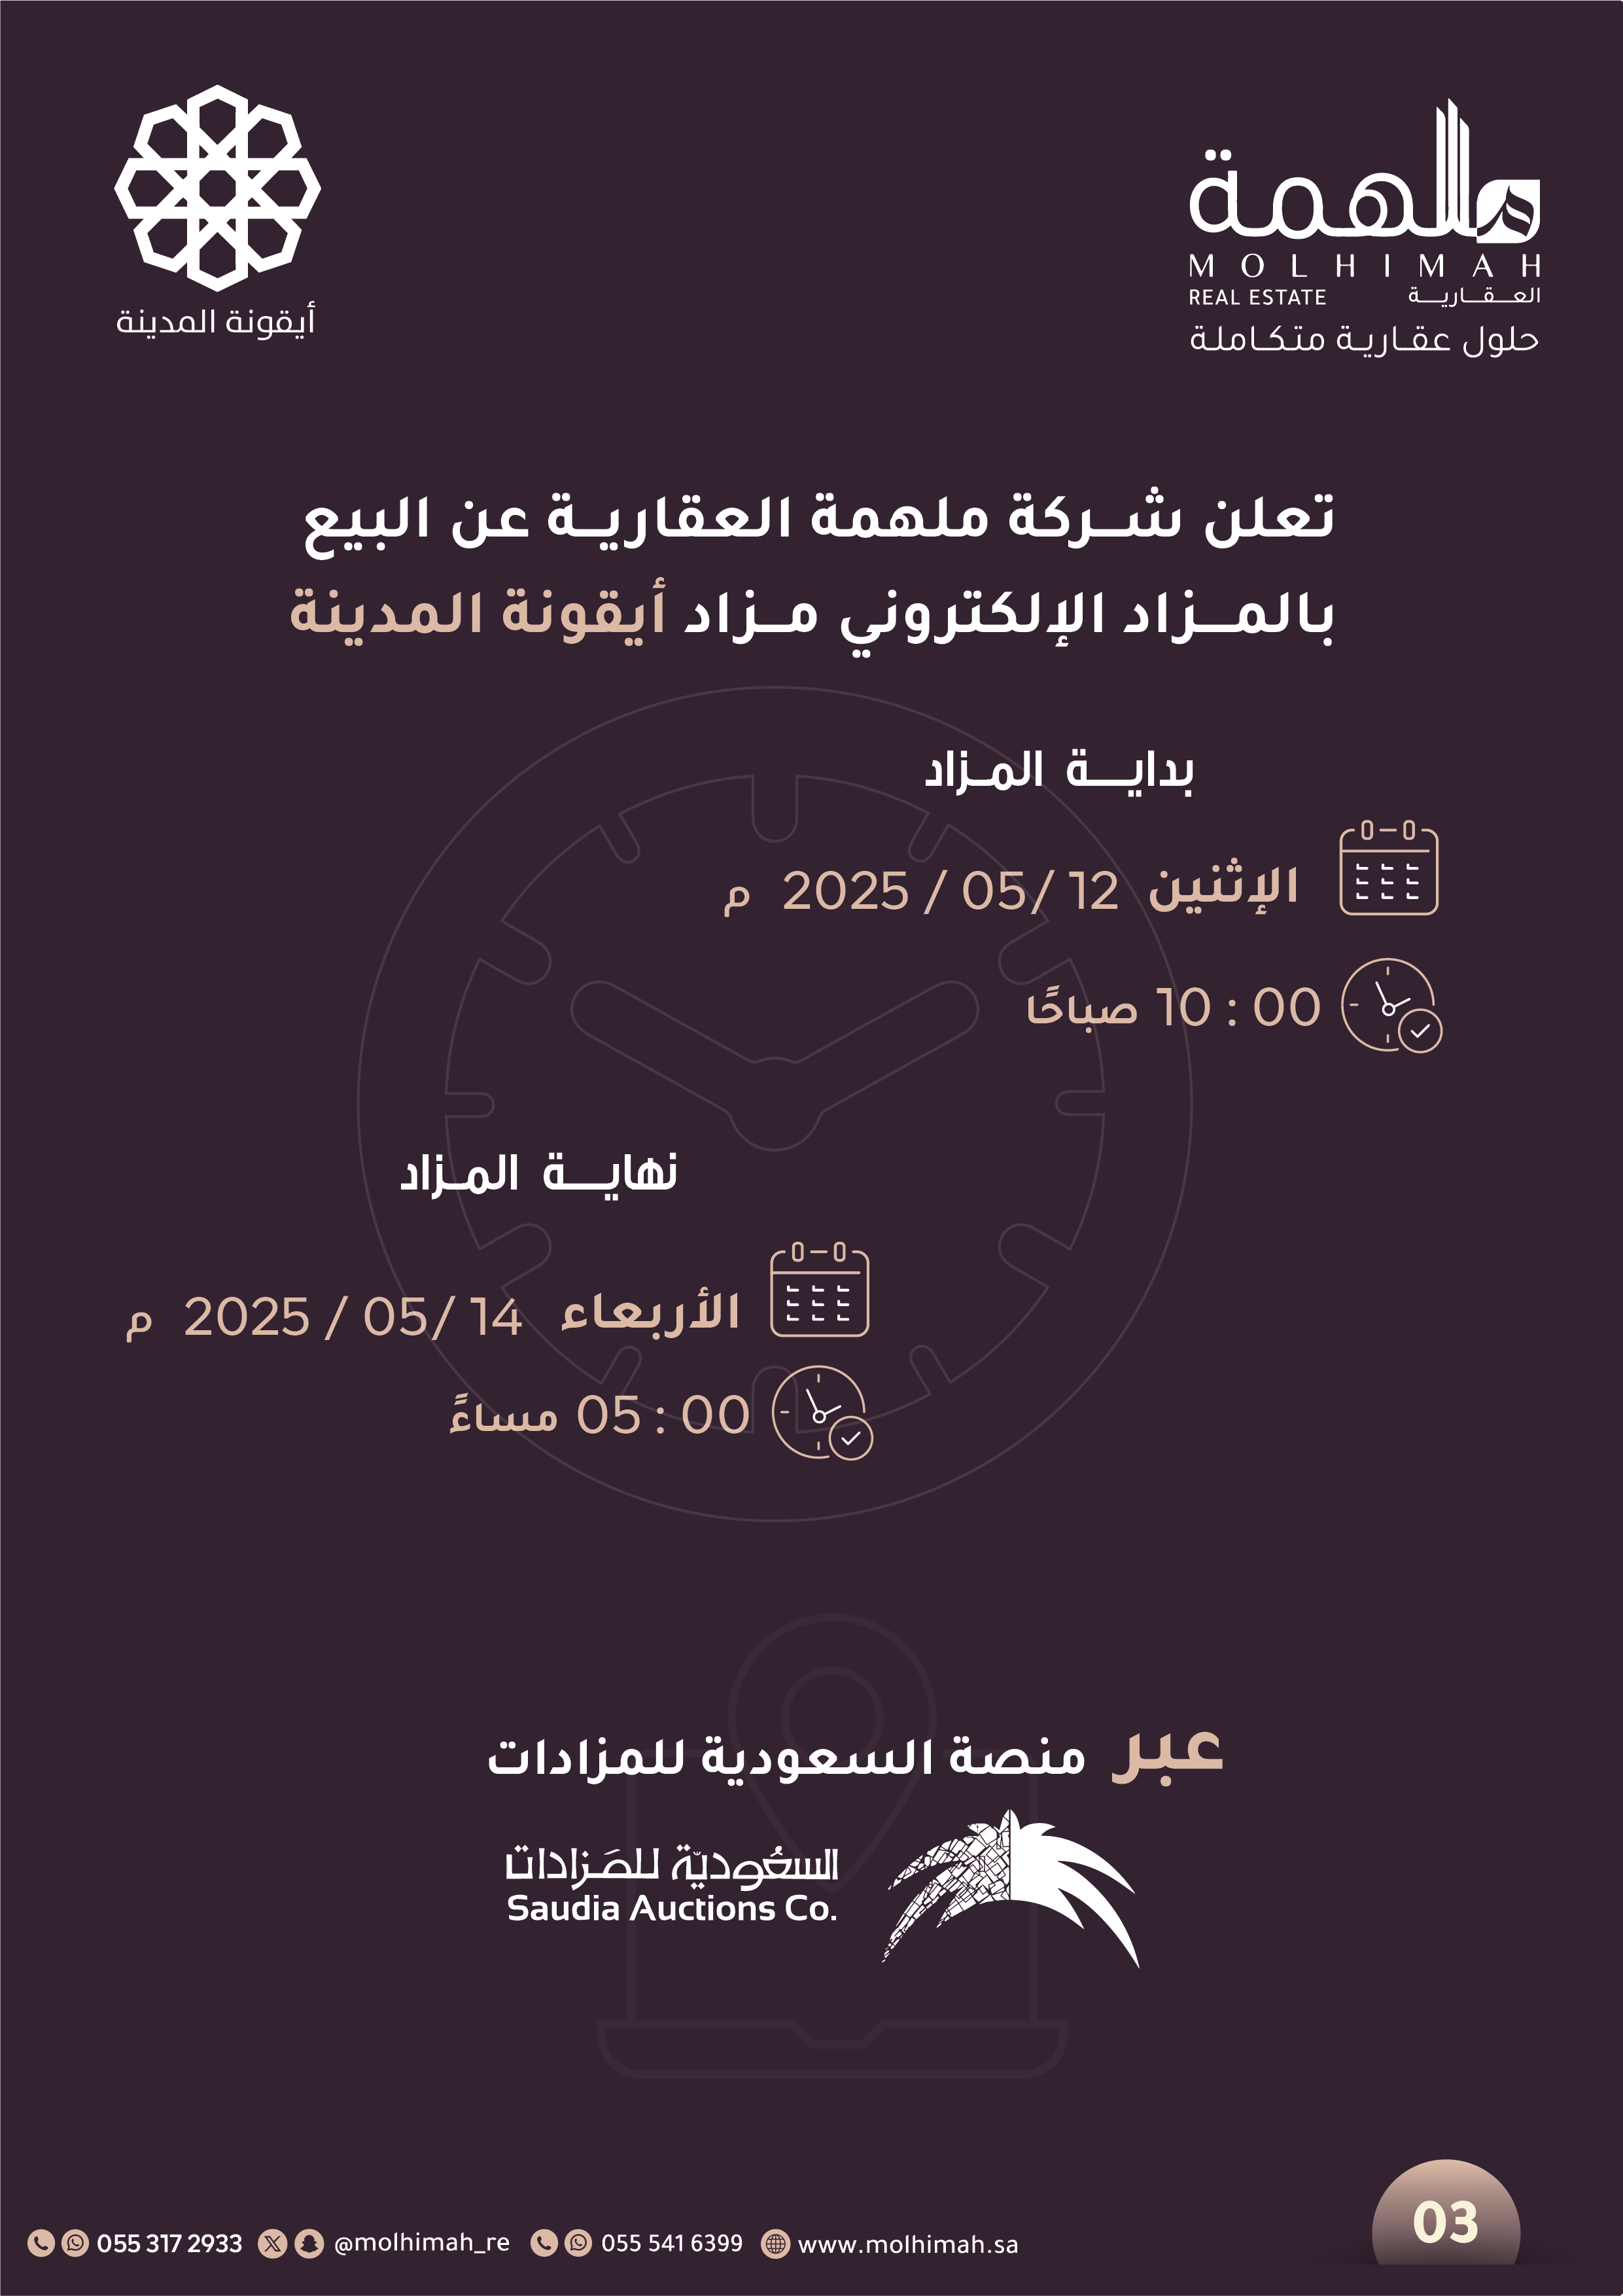 ملهمة
MOLHIMAH
REAL ESTATE العقارية
حلول عقارية متكاملة
أيقونة المدينة
تعلن شركة ملهمة العقارية عن البيع
بالمزاد الإلكتروني مزاد أيقونة المدينة
بداية المزاد
الإثنين 12 /05 / 2025 م
10 : 00 صباحًا
نهاية المزاد
الأربعاء 14 /05 / 2025 م
05 : 00 مساءً
عبر منصة السعودية للمزادات
السعودية للمزادات
Saudia Auctions Co.
055 317 2933 @molhimah_re 055 541 6399 www.molhimah.sa
03